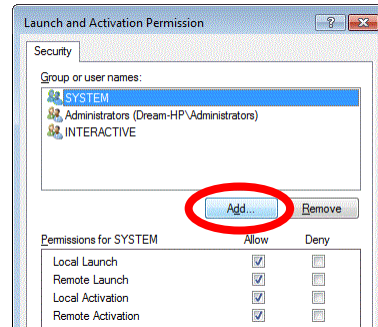 Launch and Activation Permission
Security
Group or user names:
SYSTEM
Administrators (Dream-HP\Administrators)
INTERACTIVE
Add... Remove
Permissions for SYSTEM Allow Deny
Local Launch
Remote Launch
Local Activation
Remote Activation